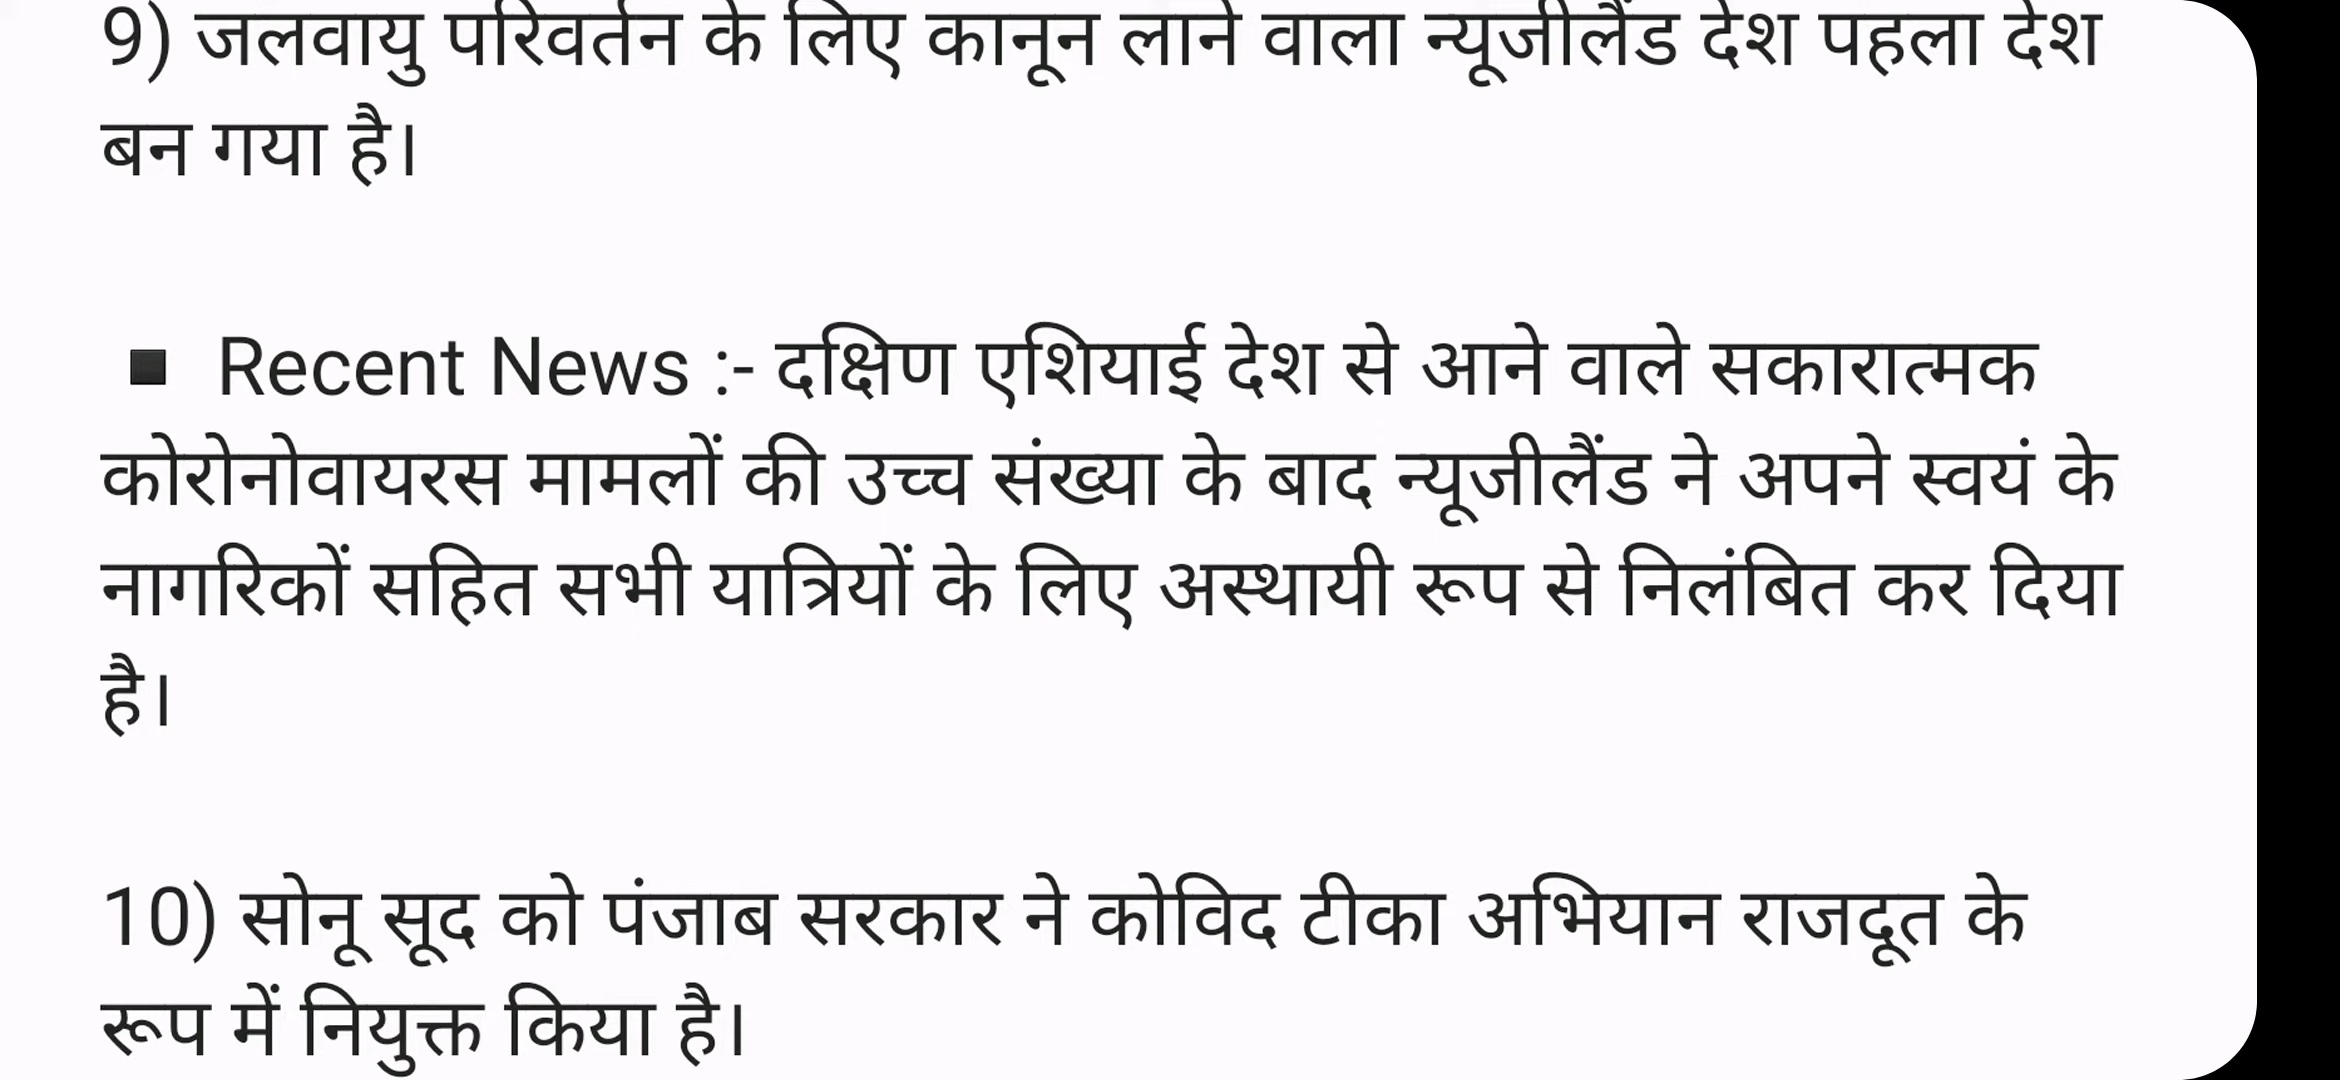 9) जलवायु परिवर्तन के लिए कानून लाने वाला न्यूजीलैंड देश पहला देश
बन गया है।
▪ Recent News :- दक्षिण एशियाई देश से आने वाले सकारात्मक
कोरोनोवायरस मामलों की उच्च संख्या के बाद न्यूजीलैंड ने अपने स्वयं के
नागरिकों सहित सभी यात्रियों के लिए अस्थायी रूप से निलंबित कर दिया
है।
10) सोनू सूद को पंजाब सरकार ने कोविद टीका अभियान राजदूत के
रूप में नियुक्त किया है।